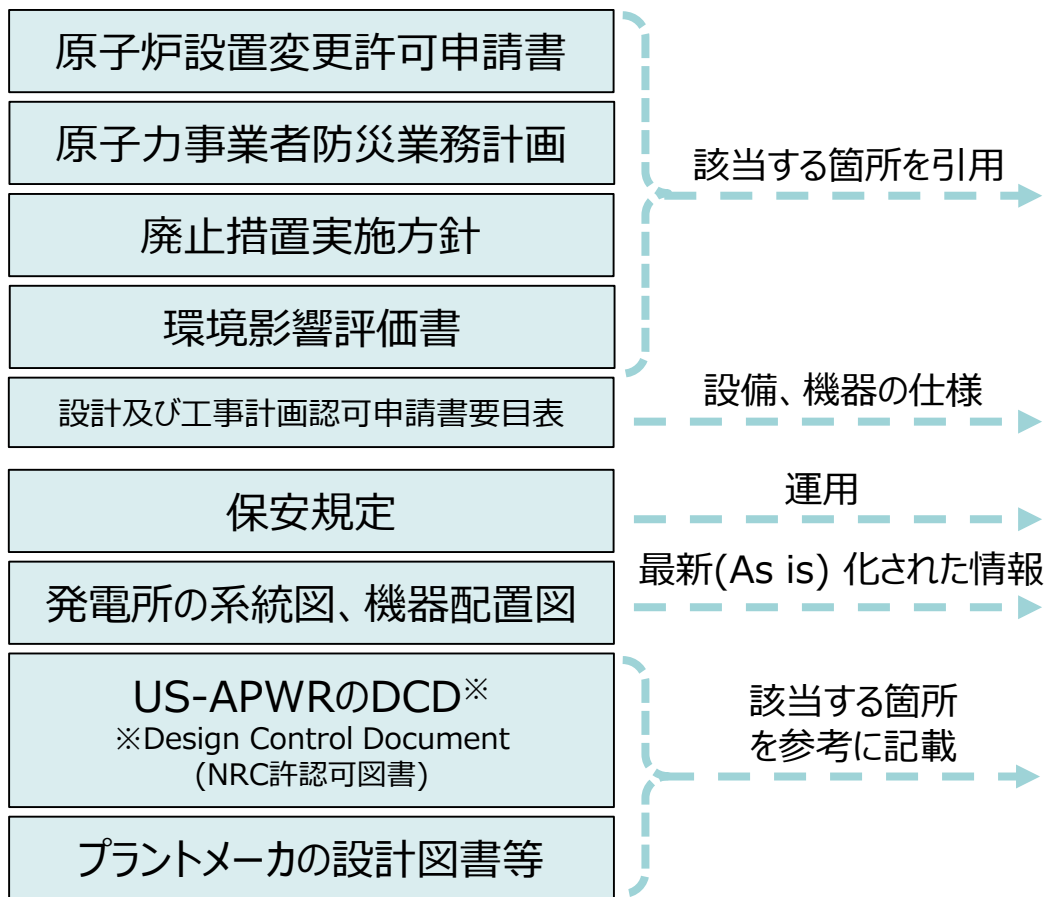 原子炉設置変更許可申請書
原子力事業者防災業務計画
該当する箇所を引用
廃止措置実施方針
環境影響評価書
設計及び工事計画認可申請書要目表
設備、機器の仕様
保安規定
運用
発電所の系統図、機器配置図
最新(As is) 化された情報
US-APWRのDCD※
※Design Control Document
(NRC許認可図書)
該当する箇所
を参考に記載
プラントメーカの設計図書等